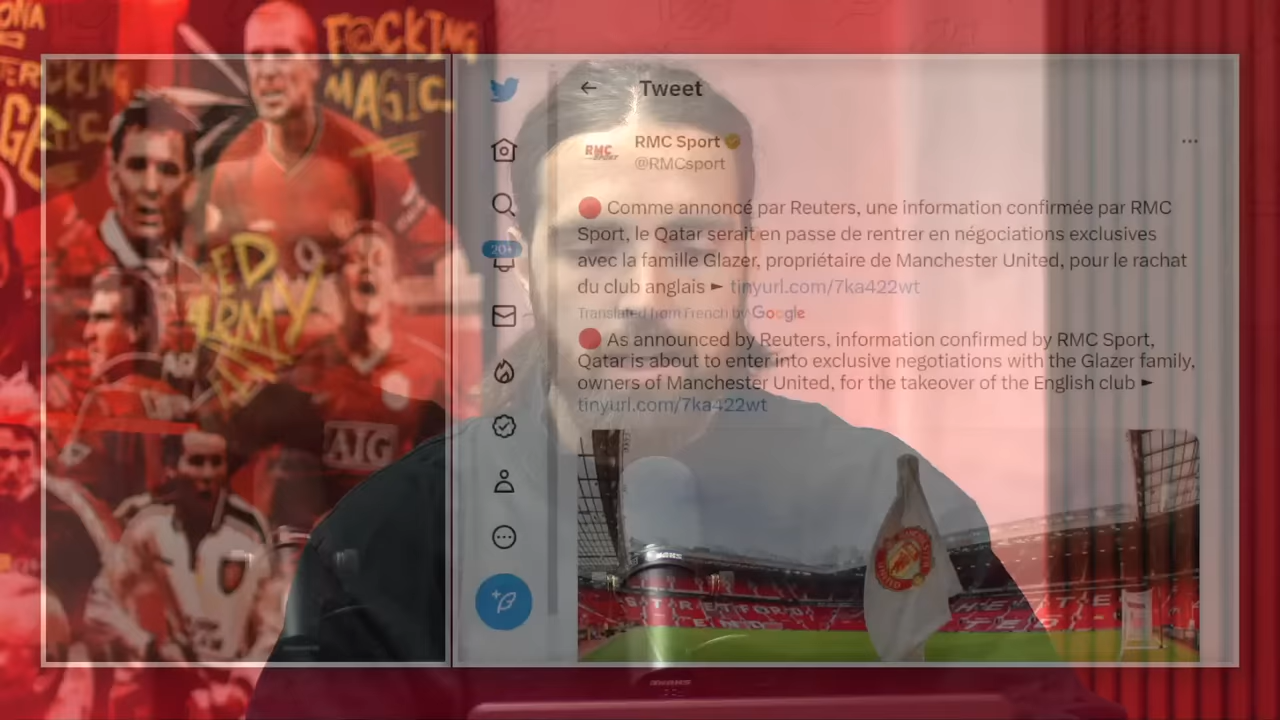 FOCKING
MAGIC
RED
ARMY
AIG
Tweet
RMC Sport
@RMCsport
20+
Comme annoncé par Reuters, une information confirmée par RMC
Sport, le Qatar serait en passe de rentrer en négociations exclusives
avec la famille Glazer, propriétaire de Manchester United, pour le rachat
du club anglais ► tinyurl.com/7ka422wt
Translated from French by Google
As announced by Reuters, information confirmed by RMC Sport,
Qatar is about to enter into exclusive negotiations with the Glazer family,
owners of Manchester United, for the takeover of the English club ►
tinyurl.com/7ka422wt
STRETFORD
END
UNITED